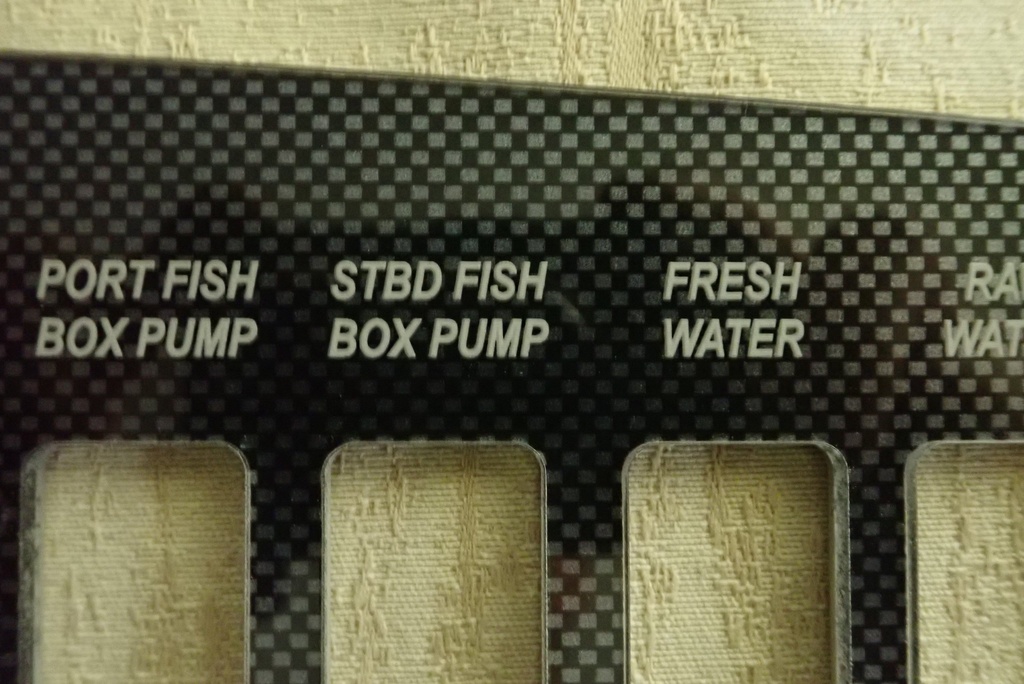 PORT FISH
BOX PUMP
STBD FISH
BOX PUMP
FRESH
WATER